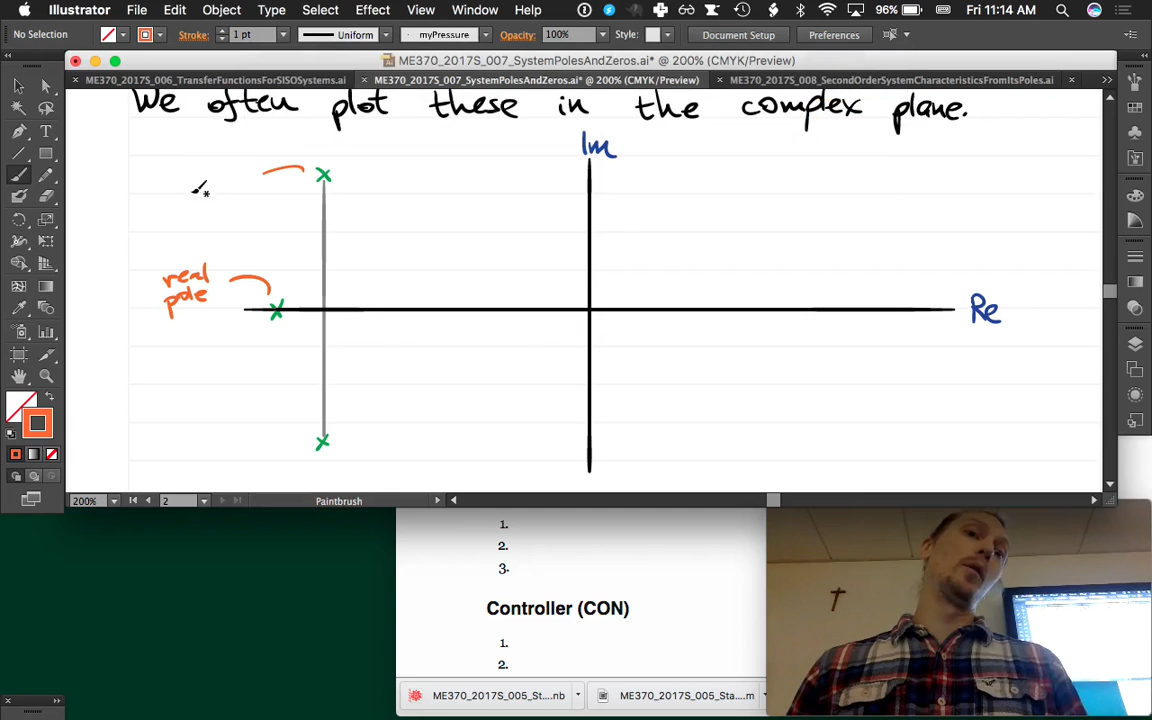 Illustrator File Edit Object Type Select Effect View Window Help 96% Fri 11:14 AM
No Selection Stroke: 1 pt Uniform myPressure Opacity: 100% Style: Document Setup Preferences
ME370_2017S_007_SystemPolesAndZeros.ai* @ 200% (CMYK/Preview)
ME370_2017S_006_TransferFunctionsForSISOSystems.ai ME370_2017S_007_SystemPolesAndZeros.ai* @ 200% (CMYK/Preview) ME370_2017S_008_SecondOrderSystemCharacteristicsFromItsPoles.ai
We often plot these in the complex plane.
Im
real
pole
Re
200% 2 Paintbrush
1.
2.
3.
Controller (CON)
1.
2.
ME370_2017S_005_Sta....nb ME370_2017S_005_Sta....m